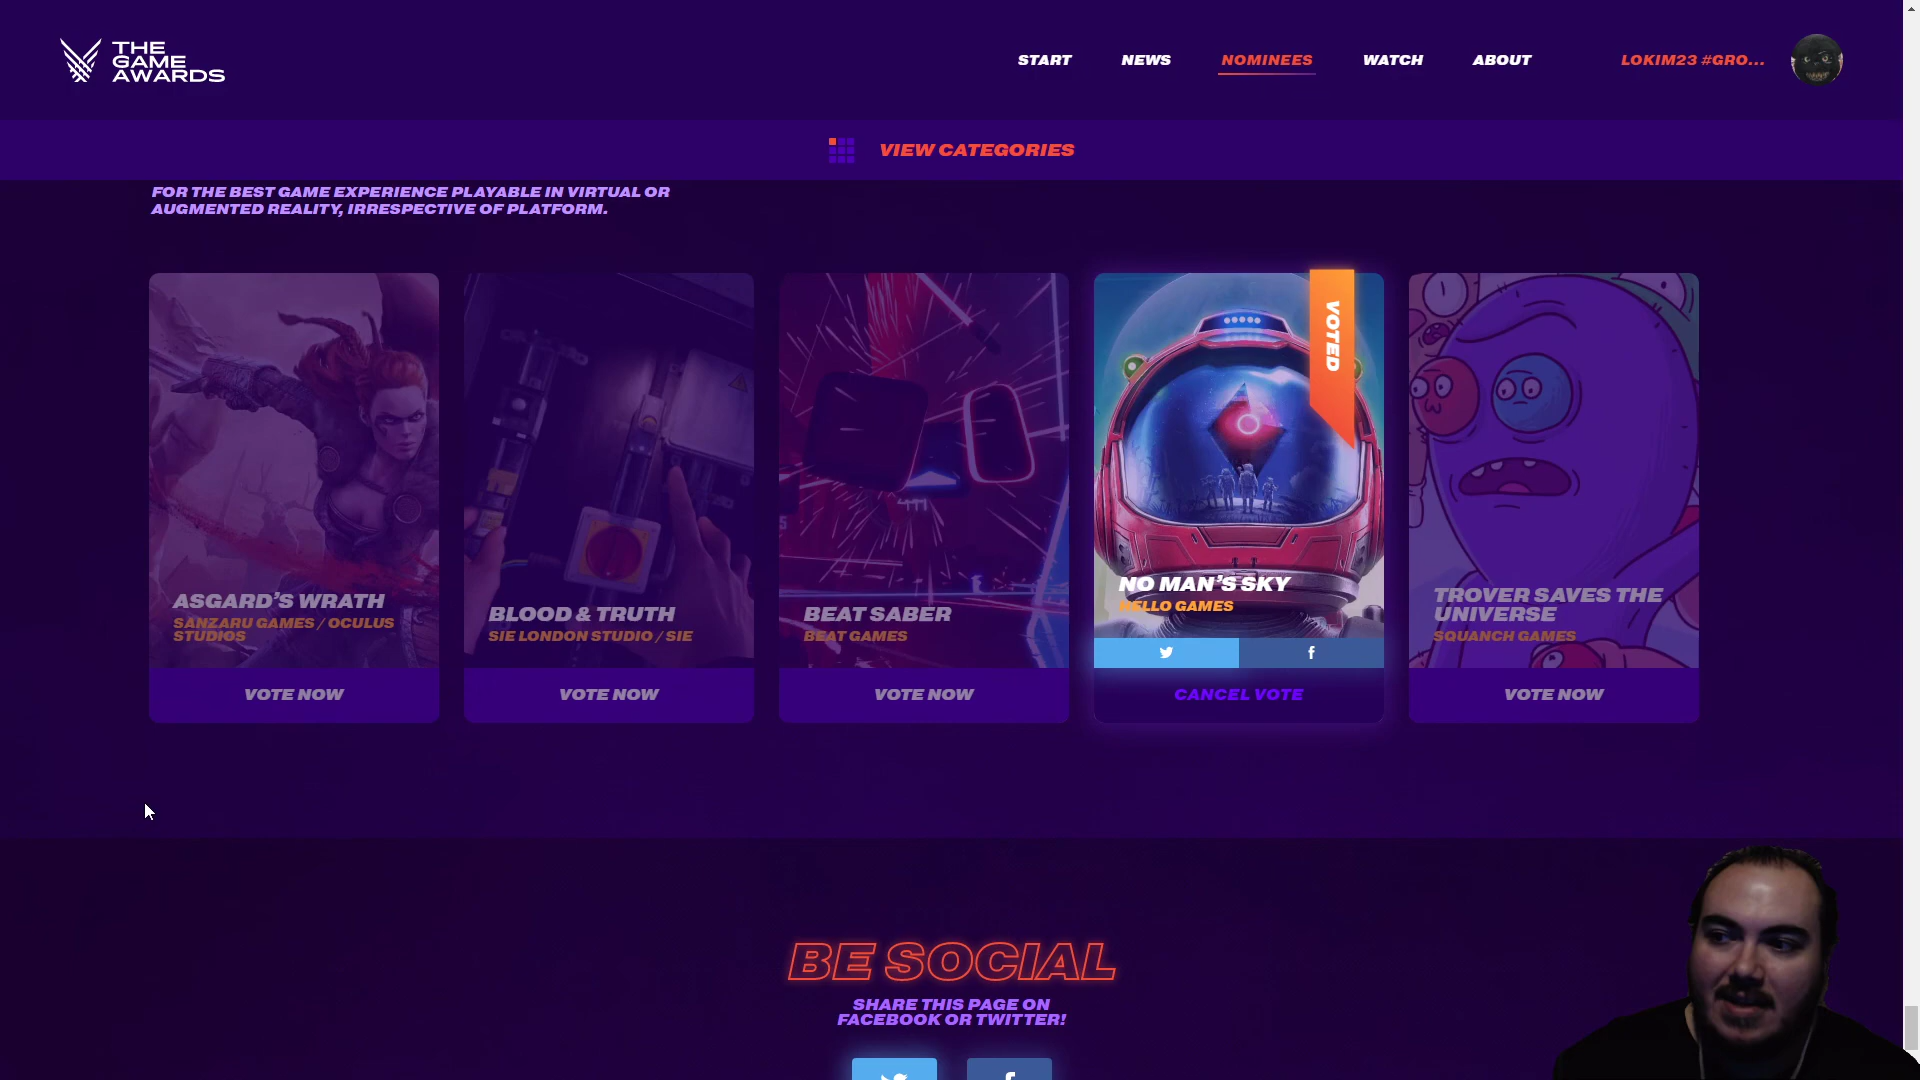 THE
GAME
AWARDS
START
NEWS
NOMINEES
WATCH
ABOUT
LOKIM23 #GRO...
VIEW CATEGORIES
FOR THE BEST GAME EXPERIENCE PLAYABLE IN VIRTUAL OR
AUGMENTED REALITY, IRRESPECTIVE OF PLATFORM.
ASGARD'S WRATH
SANZARU GAMES / OCULUS
STUDIOS
VOTE NOW
BLOOD & TRUTH
SIE LONDON STUDIO / SIE
VOTE NOW
BEAT SABER
BEAT GAMES
VOTE NOW
VOTED
NO MAN'S SKY
HELLO GAMES
CANCEL VOTE
TROVER SAVES THE
UNIVERSE
SQUANCH GAMES
VOTE NOW
BE SOCIAL
SHARE THIS PAGE ON
FACEBOOK OR TWITTER!